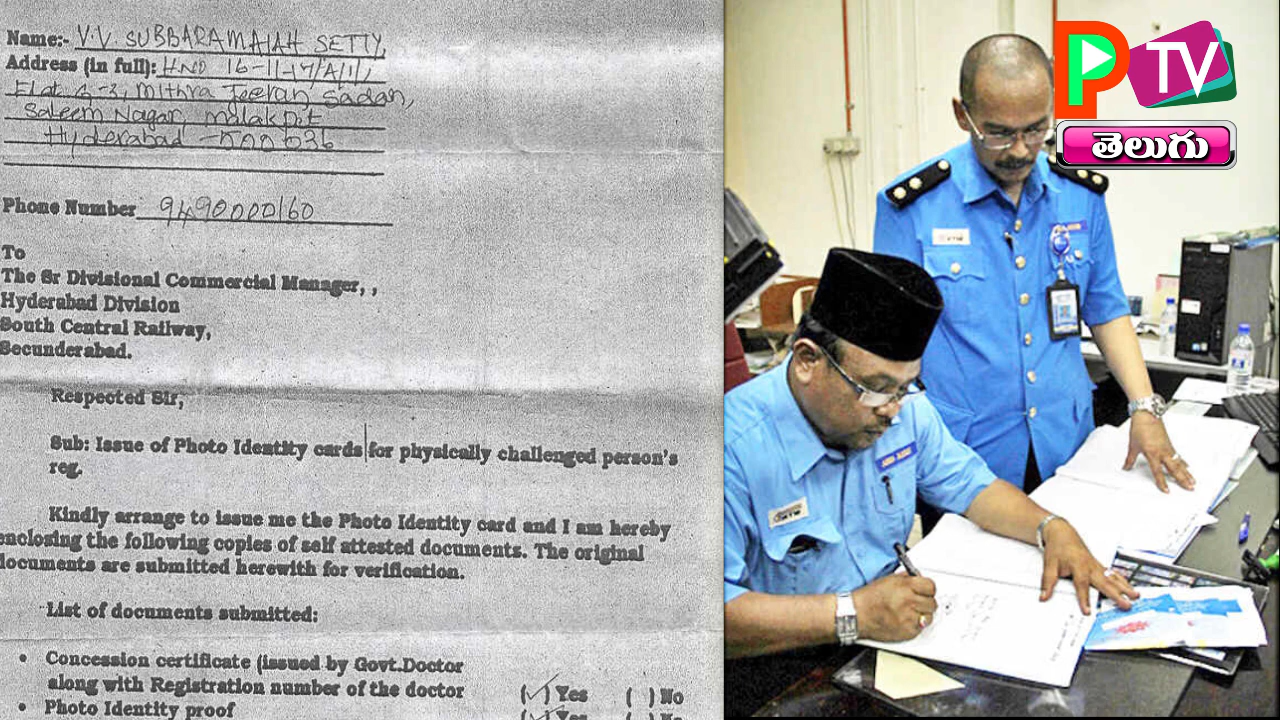 Name:- V.V. SUBBARAMAIAH SETTY
Address (in full): HNO 16-11-17/A/1/1,
Flat G-3, Mithra Jeevan Sadan,
Saleem Nagar, Malakpit
Hyderabad - 500036
Phone Number 9490000160
To
The Sr Divisional Commercial Manager, ,
Hyderabad Division
South Central Railway,
Secunderabad.
Respected Sir,
Sub: Issue of Photo Identity cards for physically challenged person's
reg.
Kindly arrange to issue me the Photo Identity card and I am hereby
enclosing the following copies of self attested documents. The original
documents are submitted herewith for verification.
List of documents submitted:
• Concession certificate (issued by Govt.Doctor
along with Registration number of the doctor (✓) Yes ( ) No
• Photo Identity proof (✓) Yes ( ) No
P TV
తెలుగు